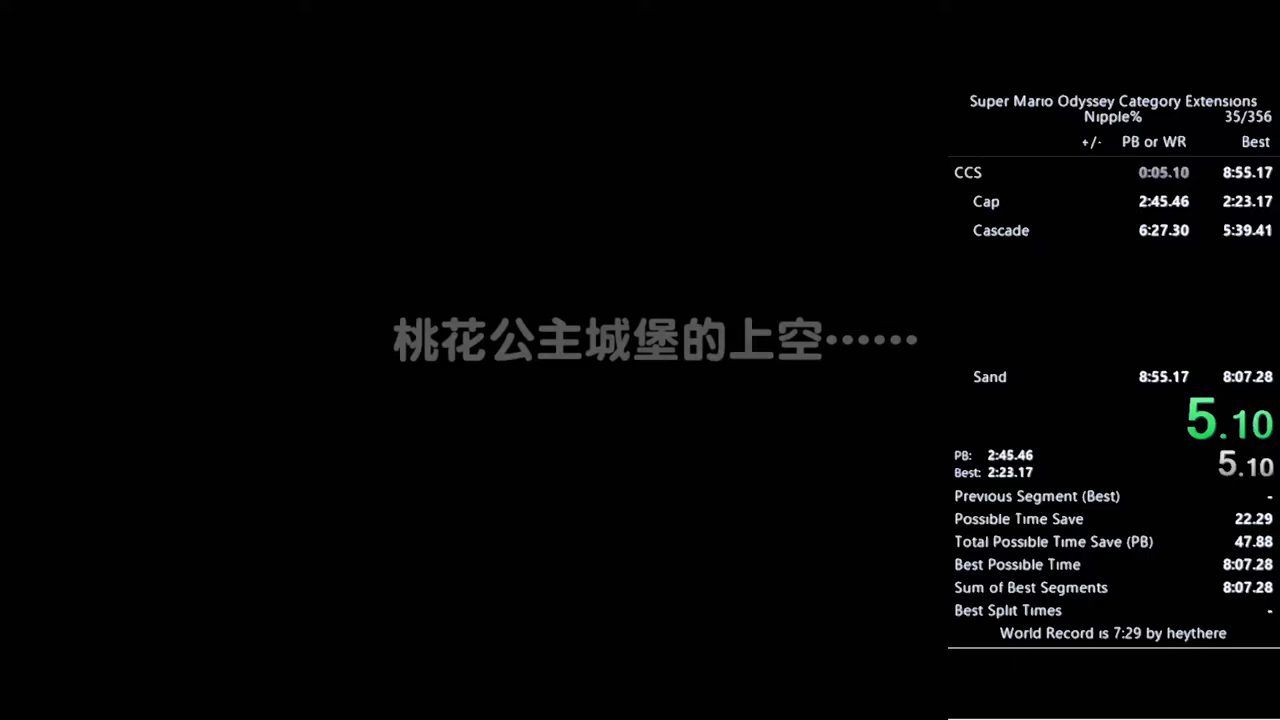 桃花公主城堡的上空……
Super Mario Odyssey Category Extensions
Nipple% 35/356
+/- PB or WR Best
CCS 0:05.10 8:55.17
Cap 2:45.46 2:23.17
Cascade 6:27.30 5:39.41
Sand 8:55.17 8:07.28
5.10
PB: 2:45.46
5.10
Best: 2:23.17
Previous Segment (Best) -
Possible Time Save 22.29
Total Possible Time Save (PB) 47.88
Best Possible Time 8:07.28
Sum of Best Segments 8:07.28
Best Split Times -
World Record is 7:29 by heythere